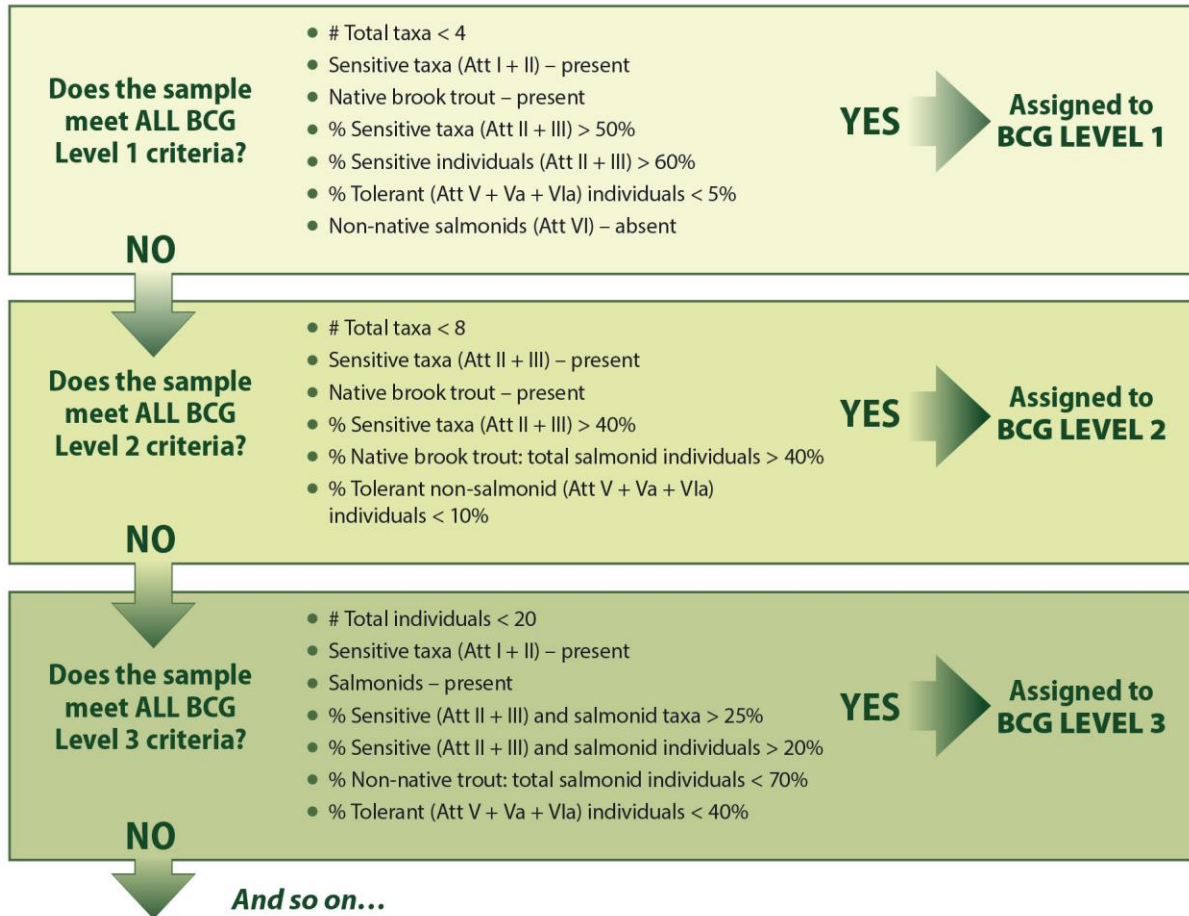 Does the sample
meet ALL BCG
Level 1 criteria?
• # Total taxa < 4
• Sensitive taxa (Att I + II) – present
• Native brook trout – present
• % Sensitive taxa (Att II + III) > 50%
• % Sensitive individuals (Att II + III) > 60%
• % Tolerant (Att V + Va + VIa) individuals < 5%
• Non-native salmonids (Att VI) – absent
YES
Assigned to
BCG LEVEL 1
NO
Does the sample
meet ALL BCG
Level 2 criteria?
• # Total taxa < 8
• Sensitive taxa (Att II + III) – present
• Native brook trout – present
• % Sensitive taxa (Att II + III) > 40%
• % Native brook trout: total salmonid individuals > 40%
• % Tolerant non-salmonid (Att V + Va + VIa)
individuals < 10%
YES
Assigned to
BCG LEVEL 2
NO
Does the sample
meet ALL BCG
Level 3 criteria?
• # Total individuals < 20
• Sensitive taxa (Att I + II) – present
• Salmonids – present
• % Sensitive (Att II + III) and salmonid taxa > 25%
• % Sensitive (Att II + III) and salmonid individuals > 20%
• % Non-native trout: total salmonid individuals < 70%
• % Tolerant (Att V + Va + VIa) individuals < 40%
YES
Assigned to
BCG LEVEL 3
NO
And so on…